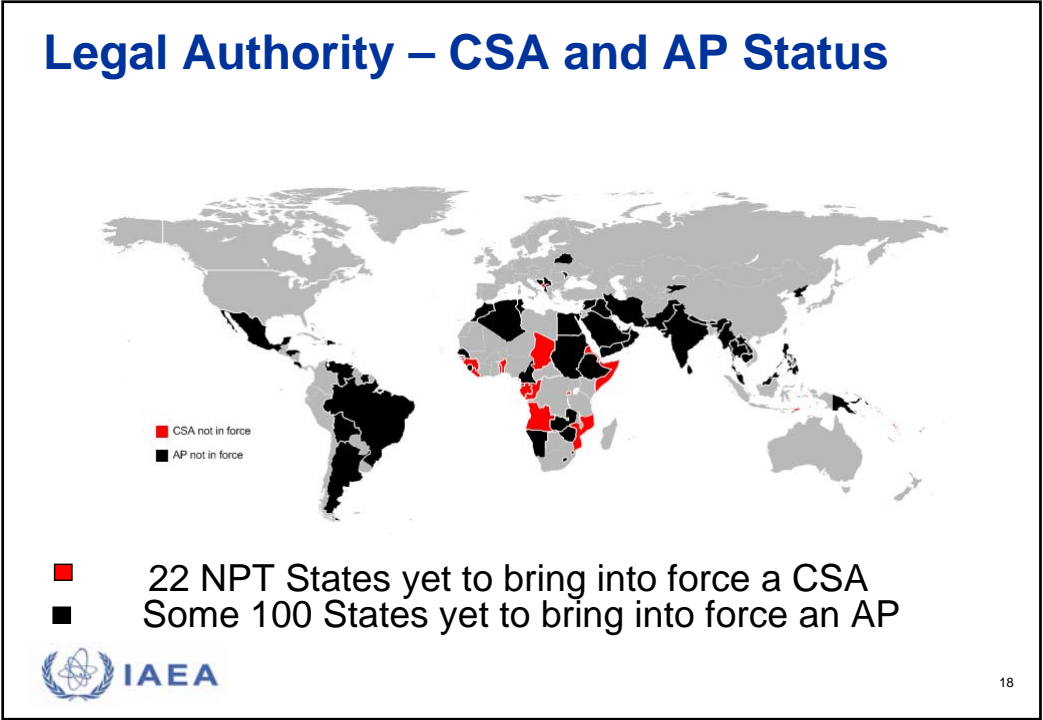 Legal Authority – CSA and AP Status
CSA not in force
AP not in force
22 NPT States yet to bring into force a CSA
Some 100 States yet to bring into force an AP
IAEA
18